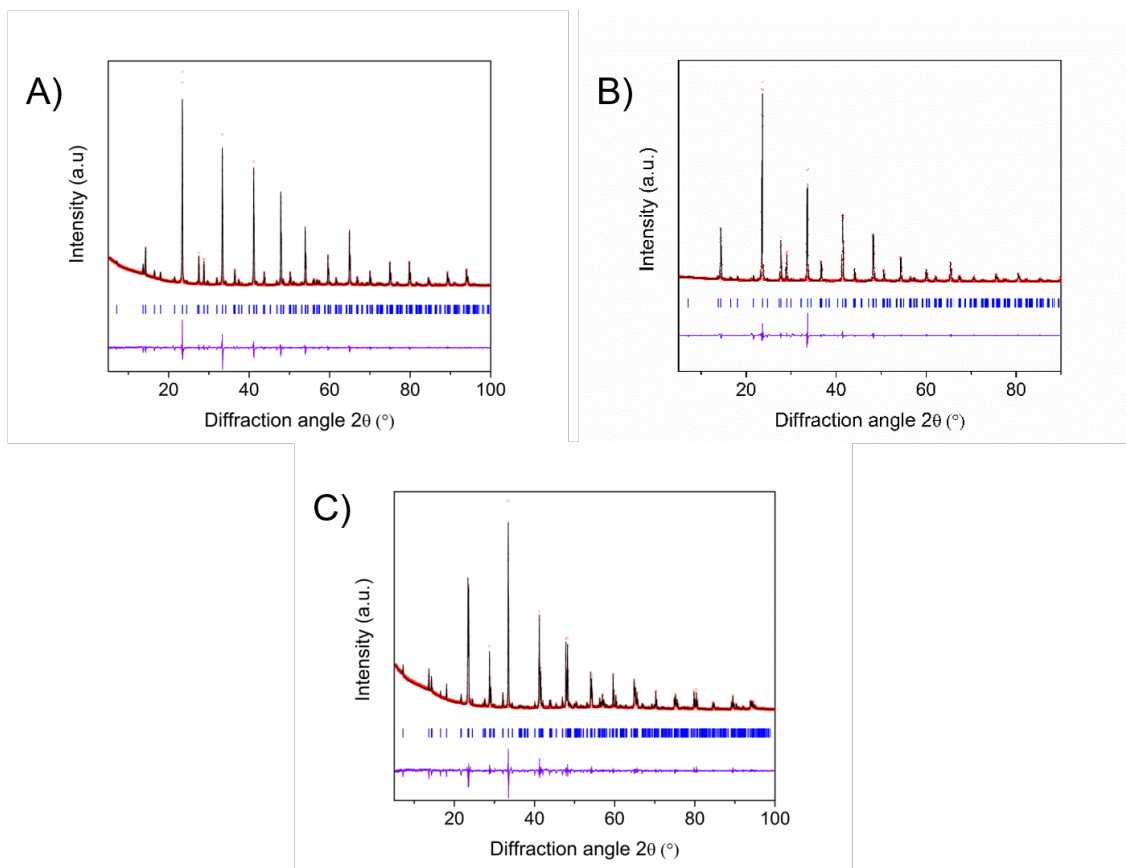 A)
Intensity (a.u)
20 40 60 80 100
Diffraction angle 2θ (°)
B)
Intensity (a.u.)
20 40 60 80
Diffraction angle 2θ (°)
C)
Intensity (a.u.)
20 40 60 80 100
Diffraction angle 2θ (°)